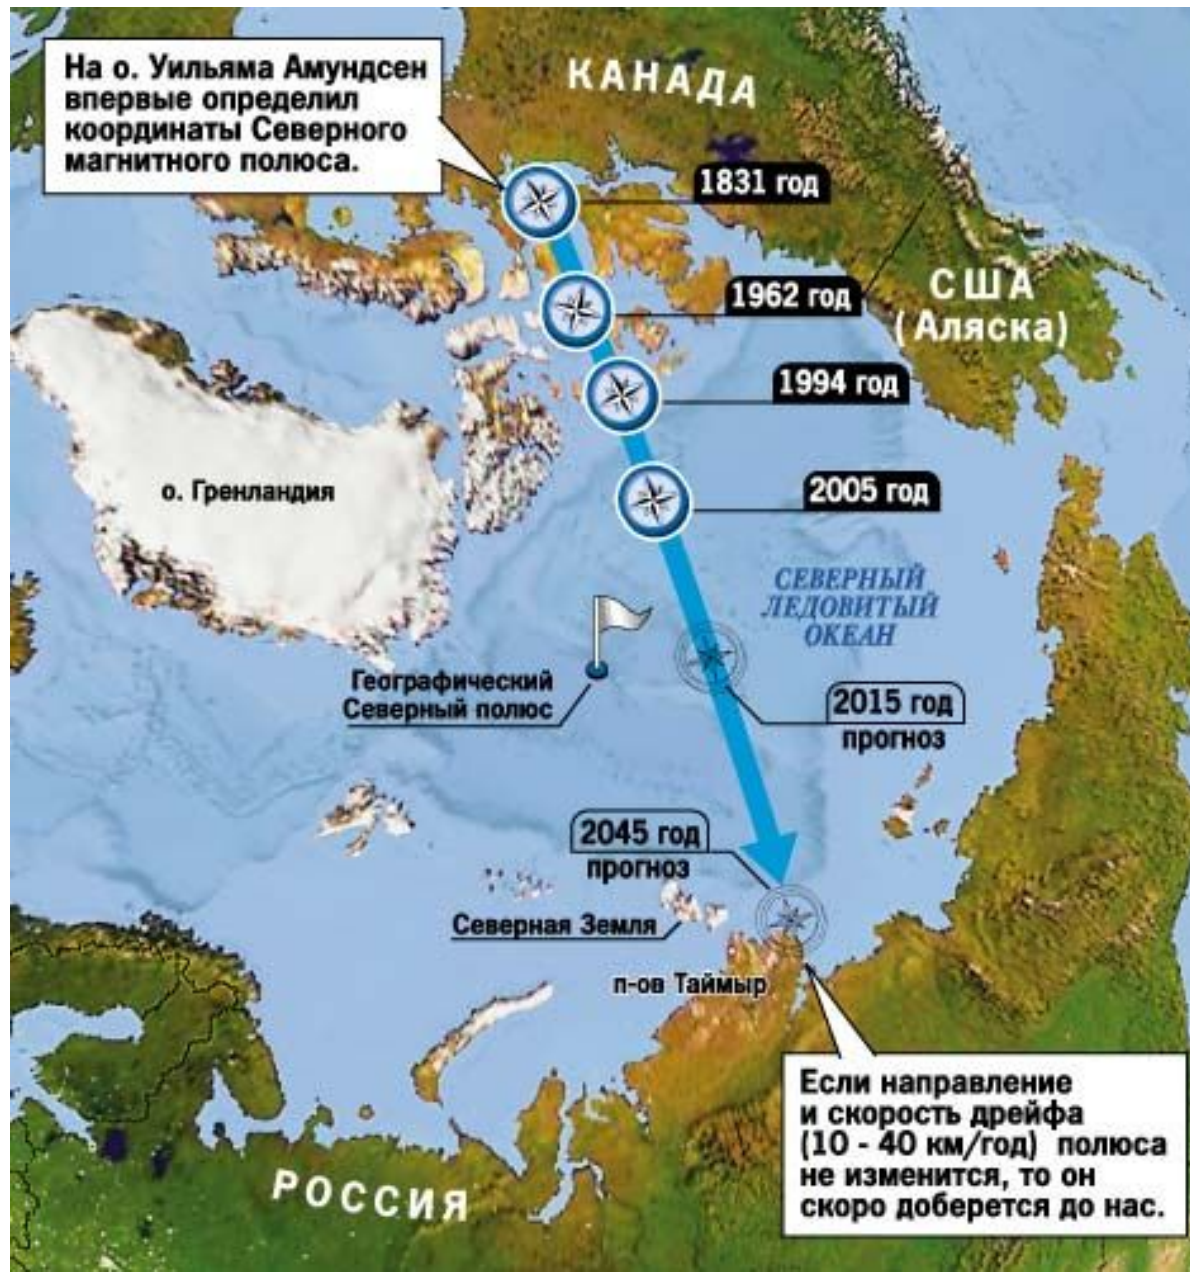 На о. Уильяма Амундсен
впервые определил
координаты Северного
магнитного полюса.
КАНАДА
1831 год
1962 год
США
(Аляска)
1994 год
о. Гренландия
2005 год
СЕВЕРНЫЙ
ЛЕДОВИТЫЙ
ОКЕАН
Географический
Северный полюс
2015 год
прогноз
2045 год
прогноз
Северная Земля
п-ов Таймыр
Если направление
и скорость дрейфа
(10 - 40 км/год) полюса
не изменится, то он
скоро доберется до нас.
РОССИЯ